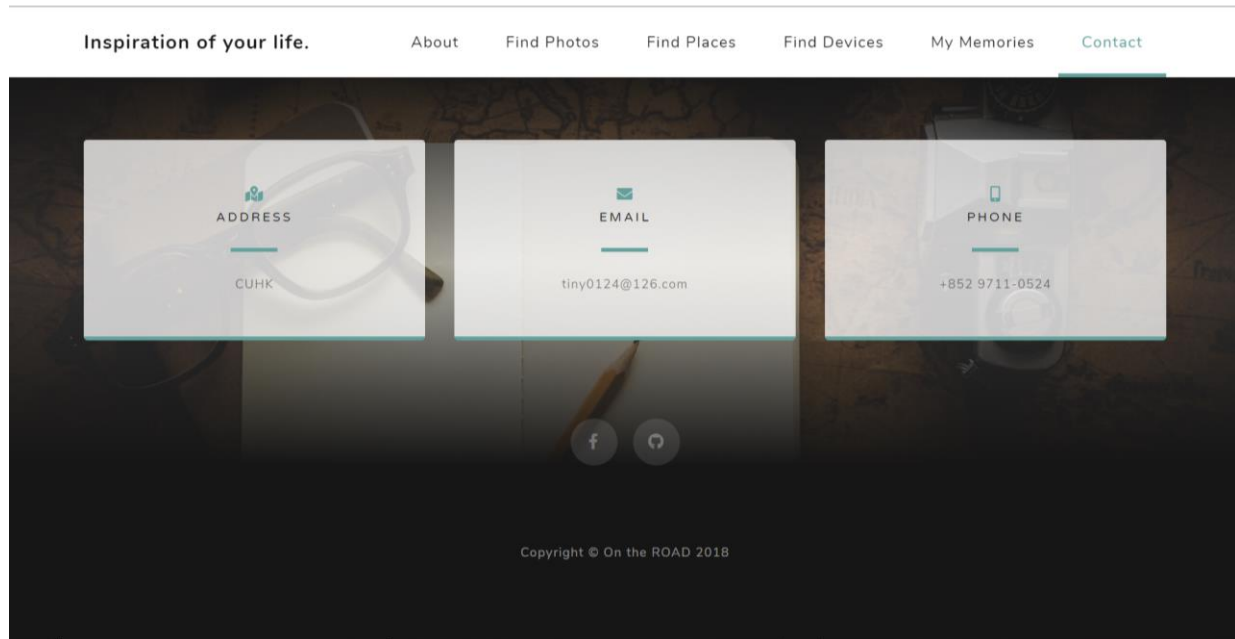 Inspiration of your life.
About
Find Photos
Find Places
Find Devices
My Memories
Contact
ADDRESS
CUHK
EMAIL
tiny0124@126.com
PHONE
+852 9711-0524
Copyright © On the ROAD 2018